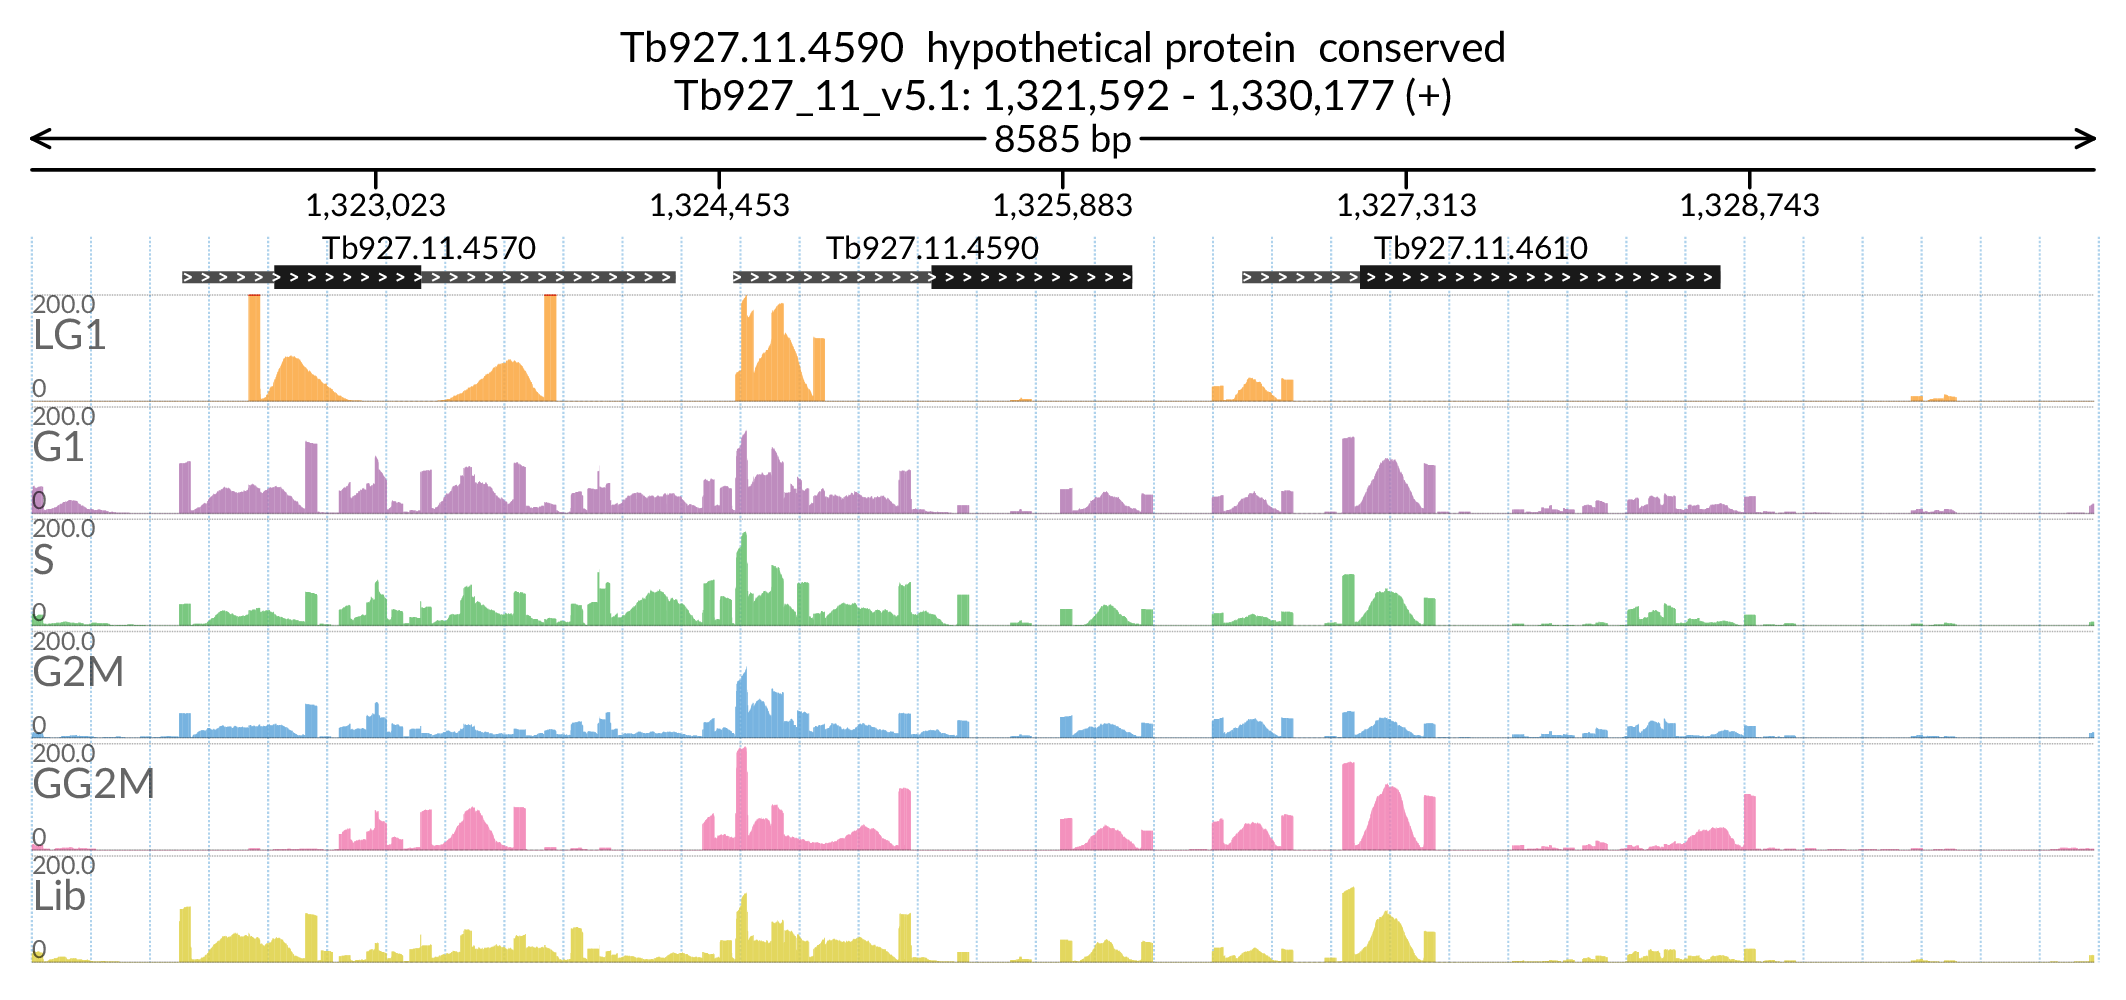 Tb927.11.4590 hypothetical protein conserved
Tb927_11_v5.1: 1,321,592 - 1,330,177 (+)
8585 bp
1,323,023 1,324,453 1,325,883 1,327,313 1,328,743
Tb927.11.4570 Tb927.11.4590 Tb927.11.4610
200.0
LG1
0
200.0
G1
0
200.0
S
0
200.0
G2M
0
200.0
GG2M
0
200.0
Lib
0